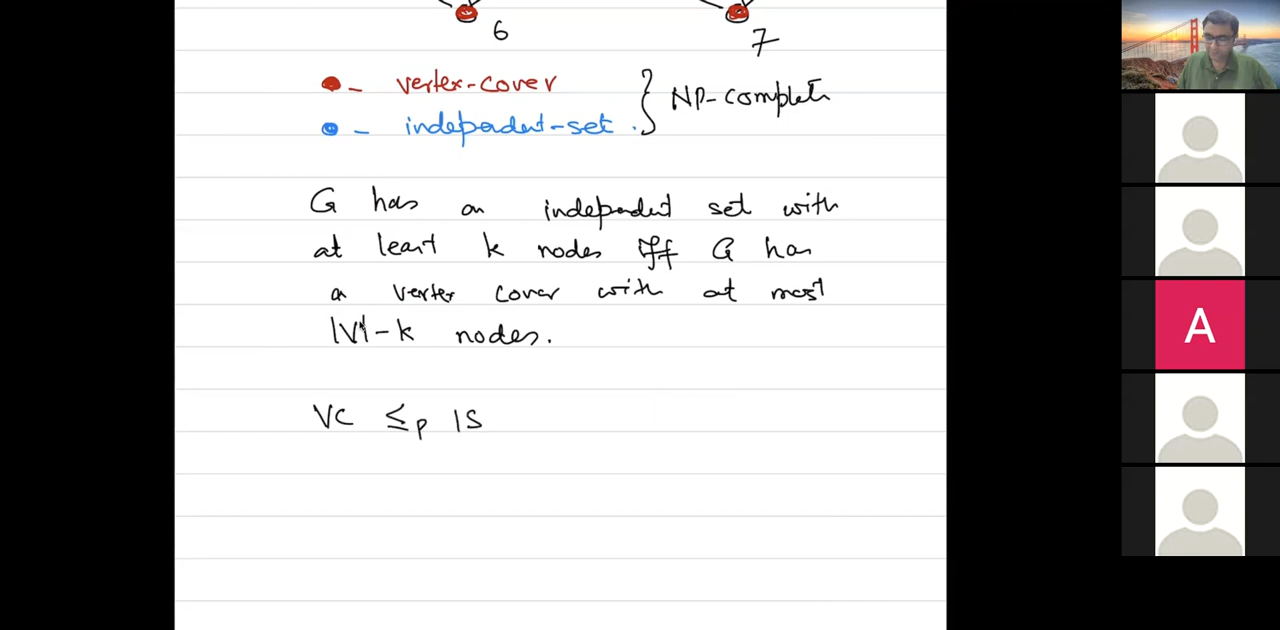 6
7
- vertex-cover
- independent-set .
} NP-complete
G has an independent set with
at least k nodes iff G has
a vertex cover with at most
|V|-k nodes.
VC ≤p IS
A